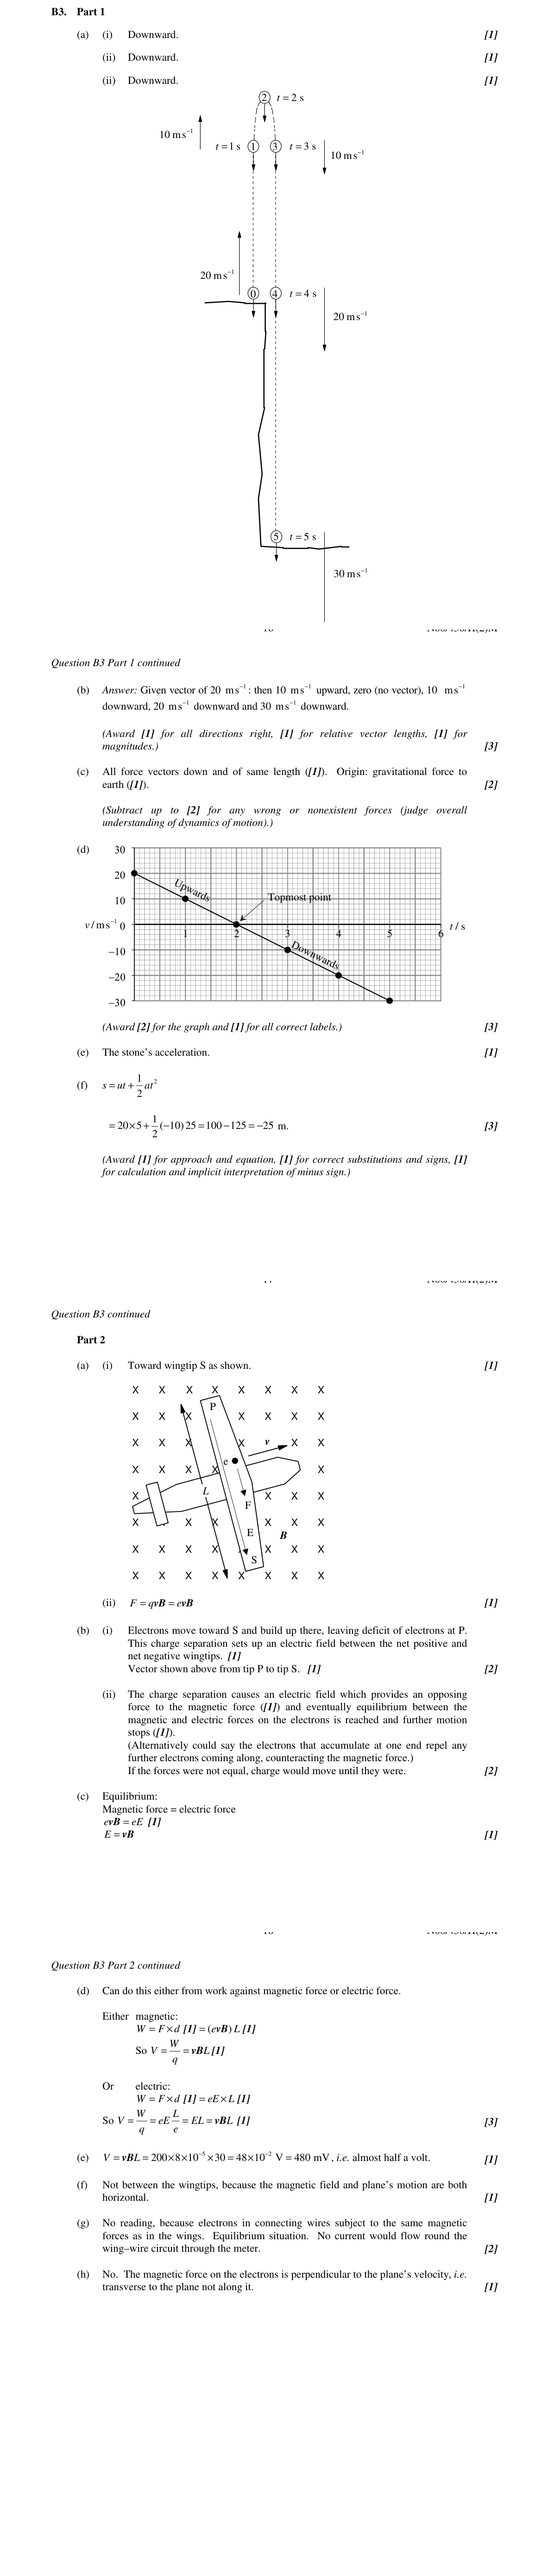 B3. Part 1
(a) (i) Downward. [1]
(ii) Downward. [1]
(ii) Downward. [1]
2 t = 2 s
10 ms⁻¹
t = 1 s 1 3 t = 3 s 10 ms⁻¹
20 ms⁻¹
0 4 t = 4 s
20 ms⁻¹
5 t = 5 s
30 ms⁻¹
Question B3 Part 1 continued
(b) Answer: Given vector of 20 ms⁻¹ : then 10 ms⁻¹ upward, zero (no vector), 10 ms⁻¹
downward, 20 ms⁻¹ downward and 30 ms⁻¹ downward.
(Award [1] for all directions right, [1] for relative vector lengths, [1] for
magnitudes.) [3]
(c) All force vectors down and of same length ([1]). Origin: gravitational force to
earth ([1]). [2]
(Subtract up to [2] for any wrong or nonexistent forces (judge overall
understanding of dynamics of motion).)
(d) 30
20
Upwards
10 Topmost point
v / ms⁻¹ 0 t / s
1 2 3 4 5 6
−10 Downwards
−20
−30
(Award [2] for the graph and [1] for all correct labels.) [3]
(e) The stone's acceleration. [1]
(f) s = ut + 1/2 at²
= 20×5 + 1/2 (−10) 25 = 100 − 125 = −25 m. [3]
(Award [1] for approach and equation, [1] for correct substitutions and signs, [1]
for calculation and implicit interpretation of minus sign.)
Question B3 continued
Part 2
(a) (i) Toward wingtip S as shown. [1]
X X X X X X X X
P
X X X X X X X
X X X X v X X
e
X X X X X
L
X F X X X
X X X E X B X X
X X X X S X X X
X X X X X X X X
(ii) F = qvB = evB [1]
(b) (i) Electrons move toward S and build up there, leaving deficit of electrons at P.
This charge separation sets up an electric field between the net positive and
net negative wingtips. [1]
Vector shown above from tip P to tip S. [1] [2]
(ii) The charge separation causes an electric field which provides an opposing
force to the magnetic force ([1]) and eventually equilibrium between the
magnetic and electric forces on the electrons is reached and further motion
stops ([1]).
(Alternatively could say the electrons that accumulate at one end repel any
further electrons coming along, counteracting the magnetic force.)
If the forces were not equal, charge would move until they were. [2]
(c) Equilibrium:
Magnetic force = electric force
evB = eE [1]
E = vB [1]
Question B3 Part 2 continued
(d) Can do this either from work against magnetic force or electric force.
Either magnetic:
W = F × d [1] = (evB) L [1]
So V = W/q = vBL [1]
Or electric:
W = F × d [1] = eE × L [1]
So V = W/q = eE L/e = EL = vBL [1] [3]
(e) V = vBL = 200×8×10⁻⁵ ×30 = 48×10⁻² V = 480 mV, i.e. almost half a volt. [1]
(f) Not between the wingtips, because the magnetic field and plane's motion are both
horizontal. [1]
(g) No reading, because electrons in connecting wires subject to the same magnetic
forces as in the wings. Equilibrium situation. No current would flow round the
wing–wire circuit through the meter. [2]
(h) No. The magnetic force on the electrons is perpendicular to the plane's velocity, i.e.
transverse to the plane not along it. [1]